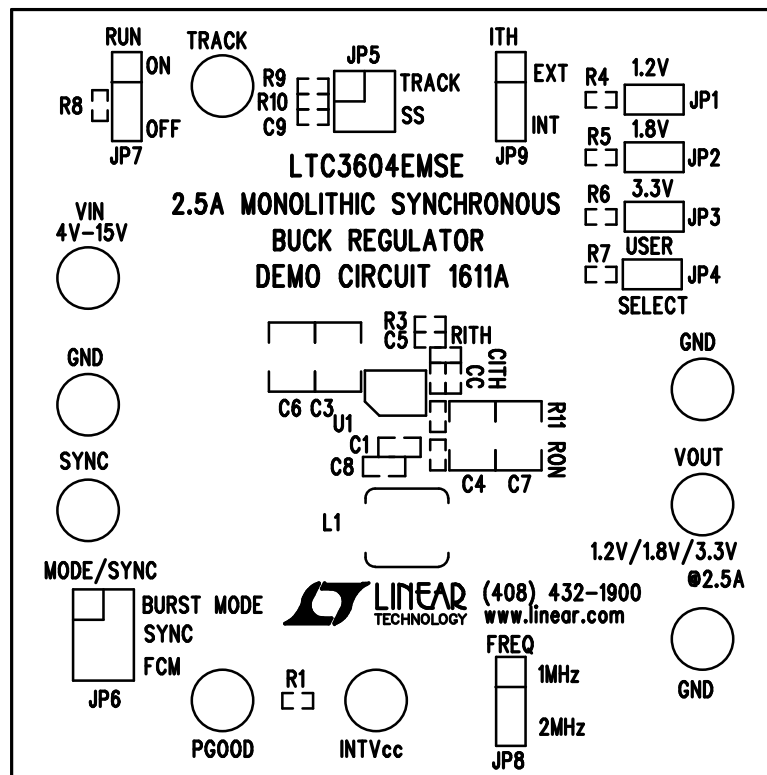 RUN
TRACK
ITH
ON
JP5
1.2V
R9
TRACK
EXT
R4
R8
R10
JP1
C9
SS
OFF
INT
1.8V
JP7
JP9
R5
JP2
LTC3604EMSE
3.3V
R6
JP3
VIN
4V-15V
2.5A MONOLITHIC SYNCHRONOUS
BUCK REGULATOR
DEMO CIRCUIT 1611A
USER
R7
JP4
SELECT
R3
C5
RITH
GND
GND
CITH
CC
C6
C3
U1
R11
C1
RON
SYNC
C8
VOUT
C4
C7
L1
1.2V/1.8V/3.3V
@2.5A
MODE/SYNC
BURST MODE
SYNC
FCM
JP6
LINEAR
TECHNOLOGY
(408) 432-1900
www.linear.com
FREQ
1MHz
2MHz
JP8
R1
GND
PGOOD
INTVcc